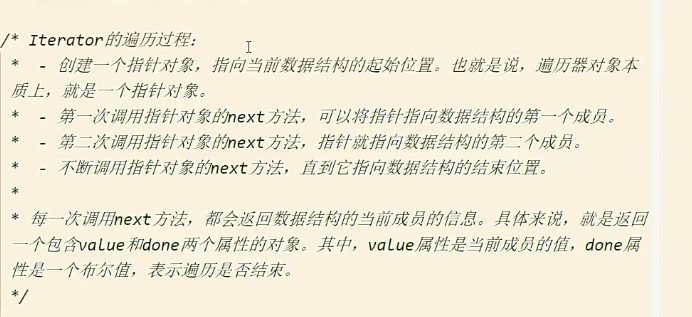 /* Iterator的遍历过程:
*  - 创建一个指针对象，指向当前数据结构的起始位置。也就是说，遍历器对象本
质上，就是一个指针对象。
*  - 第一次调用指针对象的next方法，可以将指针指向数据结构的第一个成员。
*  - 第二次调用指针对象的next方法，指针就指向数据结构的第二个成员。
*  - 不断调用指针对象的next方法，直到它指向数据结构的结束位置。
*
* 每一次调用next方法，都会返回数据结构的当前成员的信息。具体来说，就是返回
一个包含value和done两个属性的对象。其中，value属性是当前成员的值，done属
性是一个布尔值，表示遍历是否结束。
*/